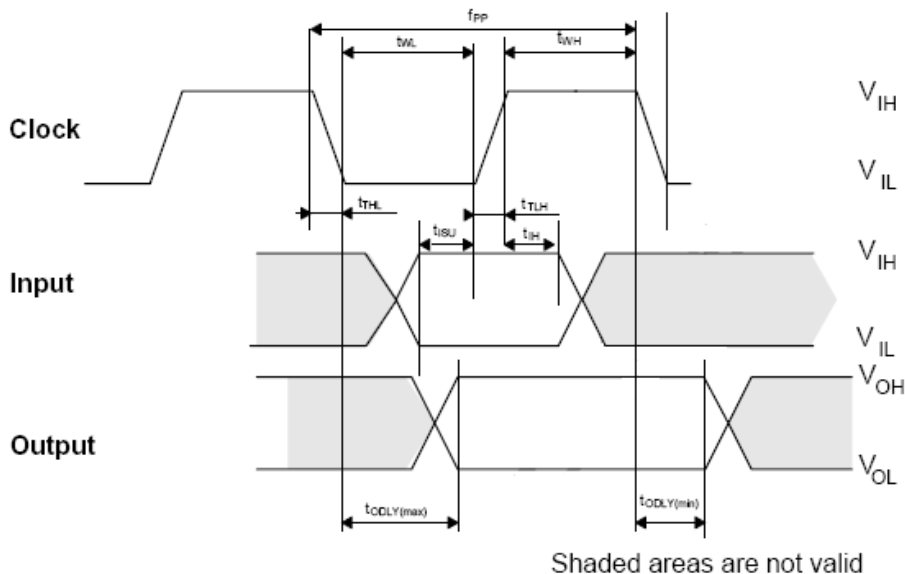 fPP
tWL
tWH
Clock
VIH
VIL
tTHL
tTLH
tISU
tIH
Input
VIH
VIL
Output
VOH
VOL
tODLY(max)
tODLY(min)
Shaded areas are not valid